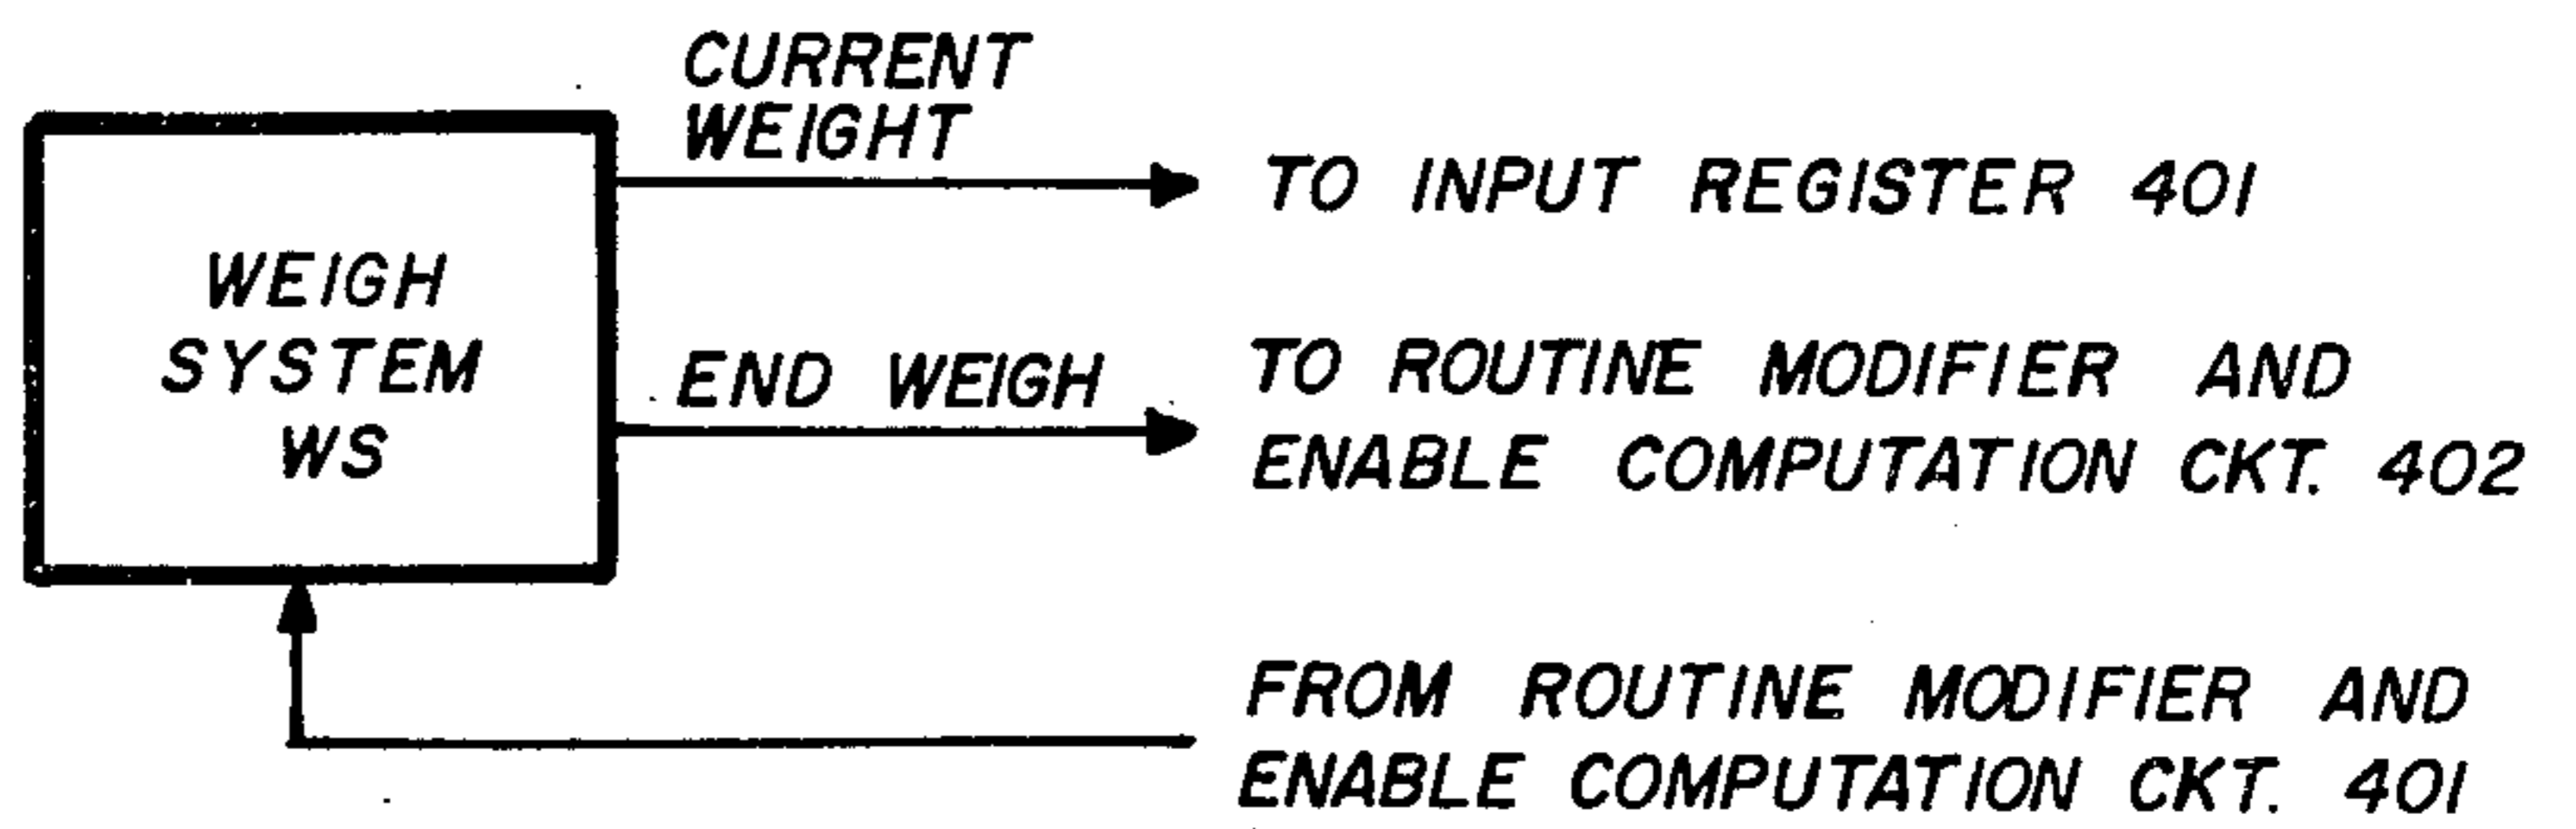 CURRENT
WEIGHT
TO INPUT REGISTER 401
WEIGH
SYSTEM
WS
END WEIGH
TO ROUTINE MODIFIER AND
ENABLE COMPUTATION CKT. 402
FROM ROUTINE MODIFIER AND
ENABLE COMPUTATION CKT. 401